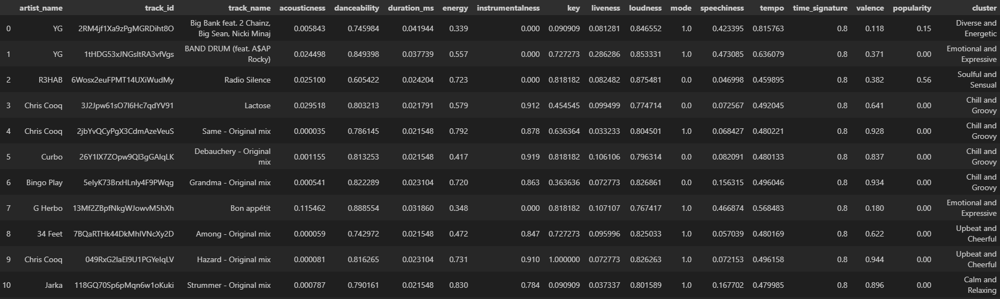 artist_name track_id track_name acousticness danceability duration_ms energy instrumentalness key liveness loudness mode speechiness tempo time_signature valence popularity cluster
0 YG 2RM4jf1Xa9zPgMGRDiht8O Big Bank feat. 2 Chainz, Big Sean, Nicki Minaj 0.005843 0.745984 0.041944 0.339 0.000 0.090909 0.081281 0.846552 1.0 0.423395 0.815763 0.8 0.118 0.15 Diverse and Energetic
1 YG 1tHDG53xJNGsItRA3vfVgs BAND DRUM (feat. A$AP Rocky) 0.024498 0.849398 0.037739 0.557 0.000 0.727273 0.286286 0.853331 1.0 0.473085 0.636079 0.8 0.371 0.00 Emotional and Expressive
2 R3HAB 6Wosx2euFPMT14UXiWudMy Radio Silence 0.025100 0.605422 0.024204 0.723 0.000 0.818182 0.082482 0.875481 0.0 0.046998 0.459895 0.8 0.382 0.56 Soulful and Sensual
3 Chris Cooq 3J2Jpw61sO7l6Hc7qdYV91 Lactose 0.029518 0.803213 0.021791 0.579 0.912 0.454545 0.099499 0.774714 0.0 0.072567 0.492045 0.8 0.641 0.00 Chill and Groovy
4 Chris Cooq 2jbYvQCyPgX3CdmAzeVeuS Same - Original mix 0.000035 0.786145 0.021548 0.792 0.878 0.636364 0.033233 0.804501 1.0 0.068427 0.480221 0.8 0.928 0.00 Chill and Groovy
5 Curbo 26Y1lX7ZOpw9Ql3gGAlqLK Debauchery - Original mix 0.001155 0.813253 0.021548 0.417 0.919 0.818182 0.106106 0.796314 0.0 0.082091 0.480133 0.8 0.837 0.00 Chill and Groovy
6 Bingo Play 5eIyK73BrxHLnly4F9PWqg Grandma - Original mix 0.000541 0.822289 0.023104 0.720 0.863 0.363636 0.072773 0.826861 0.0 0.156315 0.496046 0.8 0.934 0.00 Chill and Groovy
7 G Herbo 13Mf2ZBpfNkgWJowvM5hXh Bon appétit 0.115462 0.888554 0.031860 0.348 0.000 0.818182 0.107107 0.767417 1.0 0.466874 0.568483 0.8 0.180 0.00 Emotional and Expressive
8 34 Feet 7BQaRTHk44DkMhIVNcXy2D Among - Original mix 0.000059 0.742972 0.021548 0.472 0.847 0.727273 0.095996 0.825033 1.0 0.057039 0.480169 0.8 0.622 0.00 Upbeat and Cheerful
9 Chris Cooq 049RxG2laEl9U1PGYelqLV Hazard - Original mix 0.000081 0.816265 0.023104 0.731 0.910 1.000000 0.072773 0.826263 1.0 0.072153 0.496158 0.8 0.944 0.00 Upbeat and Cheerful
10 Jarka 118GQ70Sp6pMqn6w1oKuki Strummer - Original mix 0.000787 0.790161 0.021548 0.830 0.784 0.090909 0.037337 0.801589 1.0 0.167702 0.479985 0.8 0.896 0.00 Calm and Relaxing